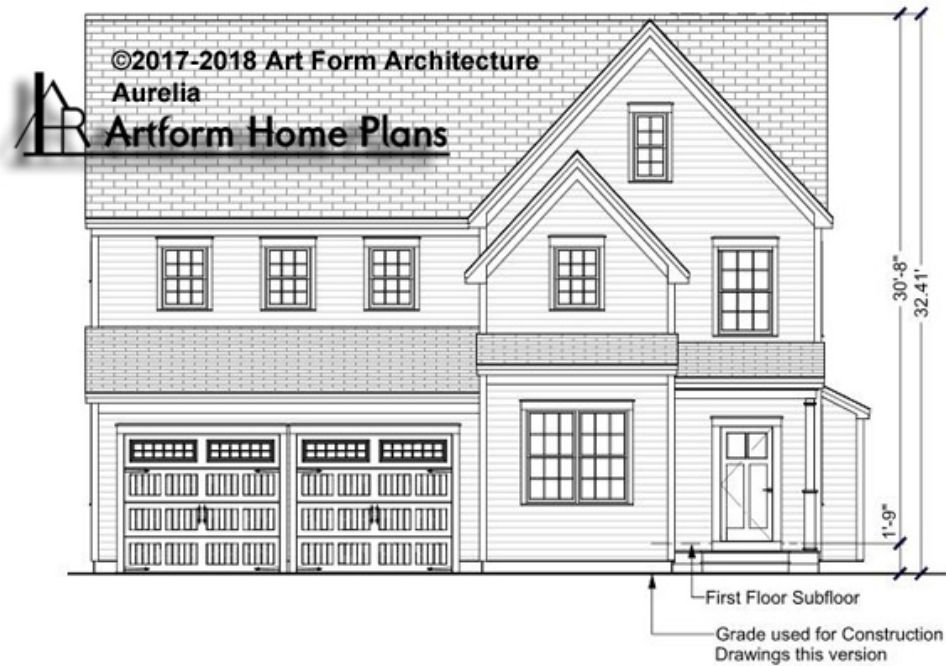 ©2017-2018 Art Form Architecture
Aurelia
AFR Artform Home Plans
30'-8"
32.41'
1'-9"
First Floor Subfloor
Grade used for Construction
Drawings this version